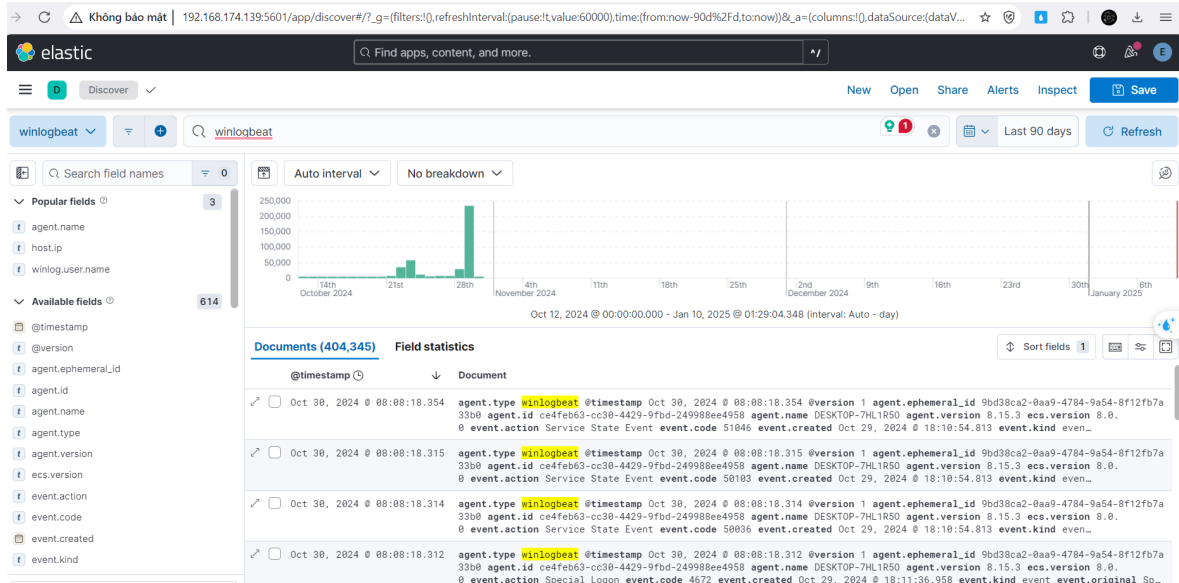 Không bảo mật 192.168.174.139:5601/app/discover#/?_g=(filters:!(),refreshInterval:(pause:!t,value:60000),time:(from:now-90d%2Fd,to:now))&_a=(columns:!(),dataSource:(dataV...
elastic
Find apps, content, and more.
^/
E
D
Discover
New Open Share Alerts Inspect Save
winlogbeat
winlogbeat
1
Last 90 days
Refresh
Search field names
0
Auto interval
No breakdown
Popular fields
3
agent.name
host.ip
winlog.user.name
Available fields
614
@timestamp
@version
agent.ephemeral_id
agent.id
agent.name
agent.type
agent.version
ecs.version
event.action
event.code
event.created
event.kind
250,000
200,000
150,000
100,000
50,000
0
14th 21st 28th 4th 11th 18th 25th 2nd 9th 16th 23rd 30th 6th
October 2024 November 2024 December 2024 January 2025
Oct 12, 2024 @ 00:00:00.000 - Jan 10, 2025 @ 01:29:04.348 (interval: Auto - day)
Documents (404,345) Field statistics
Sort fields 1
@timestamp Document
Oct 30, 2024 @ 08:08:18.354 agent.type winlogbeat @timestamp Oct 30, 2024 @ 08:08:18.354 @version 1 agent.ephemeral_id 9bd38ca2-0aa9-4784-9a54-8f12fb7a
33b0 agent.id ce4feb63-cc30-4429-9fbd-249988ee4958 agent.name DESKTOP-7HL1R5O agent.version 8.15.3 ecs.version 8.0.
0 event.action Service State Event event.code 51046 event.created Oct 29, 2024 @ 18:10:54.813 event.kind even...
Oct 30, 2024 @ 08:08:18.315 agent.type winlogbeat @timestamp Oct 30, 2024 @ 08:08:18.315 @version 1 agent.ephemeral_id 9bd38ca2-0aa9-4784-9a54-8f12fb7a
33b0 agent.id ce4feb63-cc30-4429-9fbd-249988ee4958 agent.name DESKTOP-7HL1R5O agent.version 8.15.3 ecs.version 8.0.
0 event.action Service State Event event.code 50103 event.created Oct 29, 2024 @ 18:10:54.813 event.kind even...
Oct 30, 2024 @ 08:08:18.314 agent.type winlogbeat @timestamp Oct 30, 2024 @ 08:08:18.314 @version 1 agent.ephemeral_id 9bd38ca2-0aa9-4784-9a54-8f12fb7a
33b0 agent.id ce4feb63-cc30-4429-9fbd-249988ee4958 agent.name DESKTOP-7HL1R5O agent.version 8.15.3 ecs.version 8.0.
0 event.action Service State Event event.code 50036 event.created Oct 29, 2024 @ 18:10:54.813 event.kind even...
Oct 30, 2024 @ 08:08:18.312 agent.type winlogbeat @timestamp Oct 30, 2024 @ 08:08:18.312 @version 1 agent.ephemeral_id 9bd38ca2-0aa9-4784-9a54-8f12fb7a
33b0 agent.id ce4feb63-cc30-4429-9fbd-249988ee4958 agent.name DESKTOP-7HL1R5O agent.version 8.15.3 ecs.version 8.0.
0 event.action Special Logon event.code 4672 event.created Oct 29, 2024 @ 18:11:36.958 event.kind event event.original Sp...